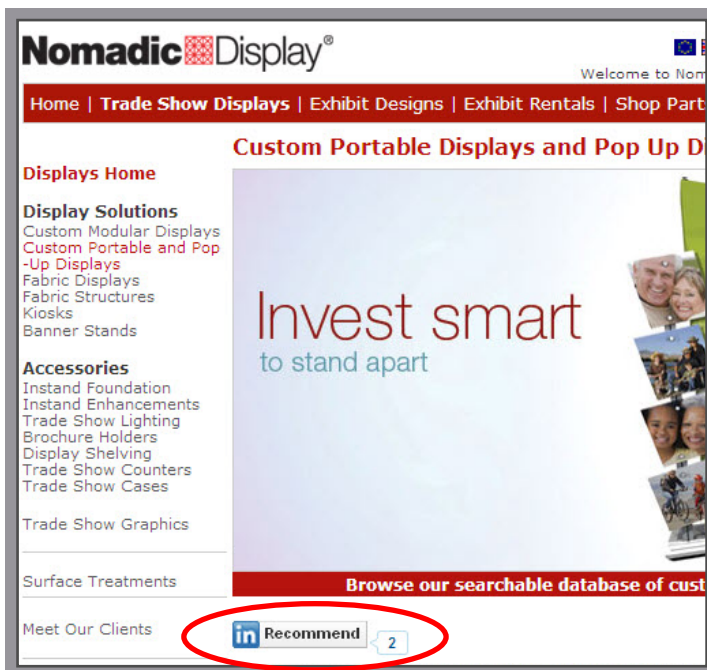 Nomadic Display®
Welcome to Nom
Home | Trade Show Displays | Exhibit Designs | Exhibit Rentals | Shop Part
Custom Portable Displays and Pop Up D
Displays Home
Display Solutions
Custom Modular Displays
Custom Portable and Pop
-Up Displays
Fabric Displays
Fabric Structures
Kiosks
Banner Stands
Accessories
Instand Foundation
Instand Enhancements
Trade Show Lighting
Brochure Holders
Display Shelving
Trade Show Counters
Trade Show Cases
Trade Show Graphics
Surface Treatments
Meet Our Clients
Invest smart
to stand apart
Browse our searchable database of cust
in Recommend 2